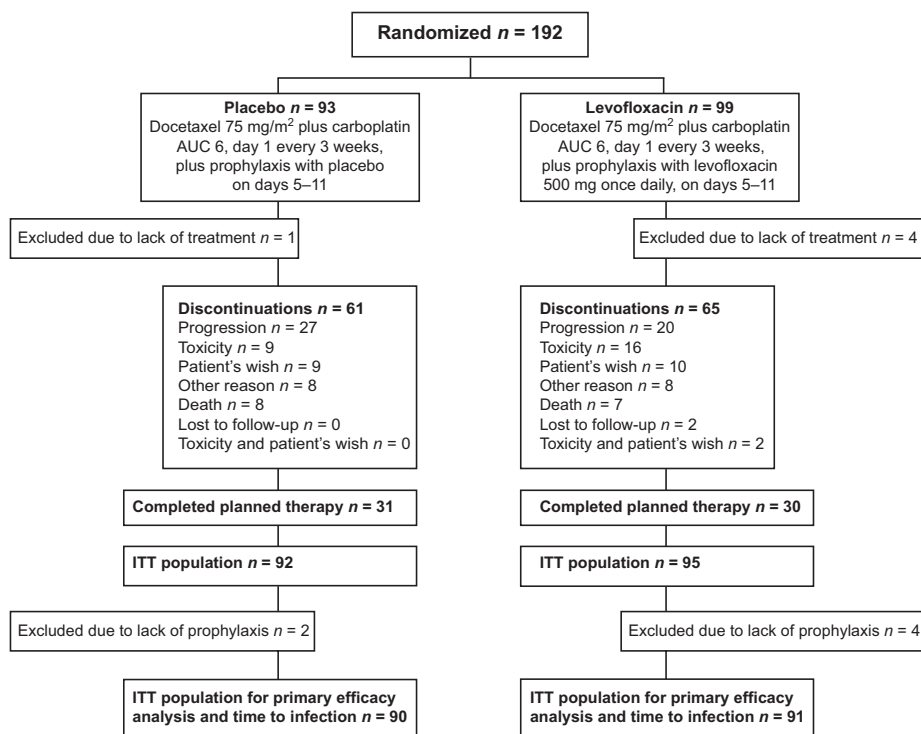 Randomized n = 192
Placebo n = 93
Docetaxel 75 mg/m² plus carboplatin
AUC 6, day 1 every 3 weeks,
plus prophylaxis with placebo
on days 5–11
Levofloxacin n = 99
Docetaxel 75 mg/m² plus carboplatin
AUC 6, day 1 every 3 weeks,
plus prophylaxis with levofloxacin
500 mg once daily, on days 5–11
Excluded due to lack of treatment n = 1
Excluded due to lack of treatment n = 4
Discontinuations n = 61
Progression n = 27
Toxicity n = 9
Patient's wish n = 9
Other reason n = 8
Death n = 8
Lost to follow-up n = 0
Toxicity and patient's wish n = 0
Discontinuations n = 65
Progression n = 20
Toxicity n = 16
Patient's wish n = 10
Other reason n = 8
Death n = 7
Lost to follow-up n = 2
Toxicity and patient's wish n = 2
Completed planned therapy n = 31
Completed planned therapy n = 30
ITT population n = 92
ITT population n = 95
Excluded due to lack of prophylaxis n = 2
Excluded due to lack of prophylaxis n = 4
ITT population for primary efficacy
analysis and time to infection n = 90
ITT population for primary efficacy
analysis and time to infection n = 91